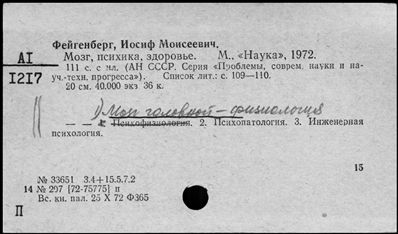 Фейгенберг, Иосиф Моисеевич.
АI Мозг, психика, здоровье. М., «Наука», 1972.
I2I7 111 с. с ил. (АН СССР. Серия «Проблемы соврем. науки и на-
уч.-техн. прогресса»). Список лит.: с. 109—110.
20 см. 40.000 экз 36 к.
1) Мозг головной – физиология
— — Психофизиология. 2. Психопатология. 3. Инженерная
психология.
15
№ 33651 3.4+15.5.7.2
14 № 297 [72-75775] п
П Вс. кн. пал. 25 X 72 Ф365